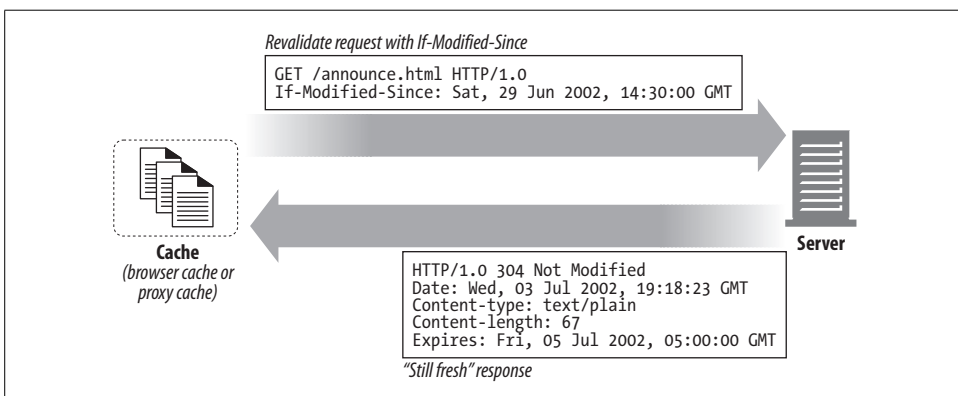 Revalidate request with If-Modified-Since
GET /announce.html HTTP/1.0
If-Modified-Since: Sat, 29 Jun 2002, 14:30:00 GMT
Cache
(browser cache or
proxy cache)
Server
HTTP/1.0 304 Not Modified
Date: Wed, 03 Jul 2002, 19:18:23 GMT
Content-type: text/plain
Content-length: 67
Expires: Fri, 05 Jul 2002, 05:00:00 GMT
“Still fresh” response